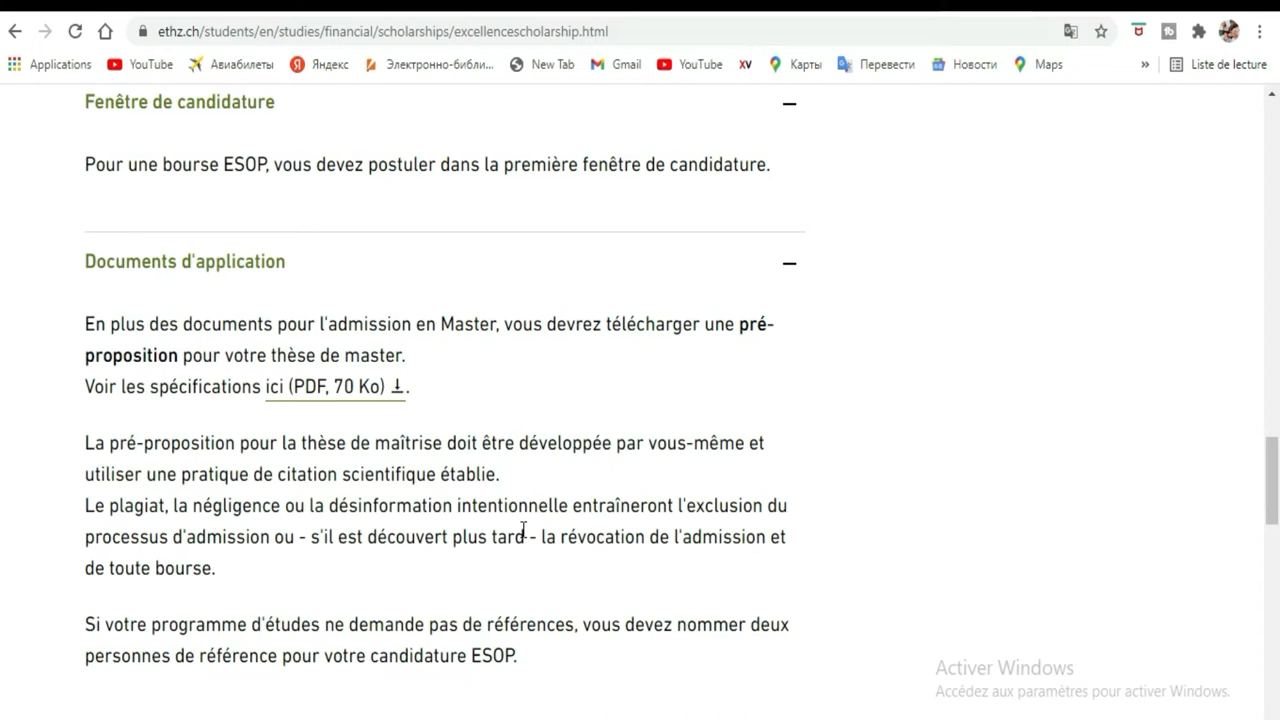 ethz.ch/students/en/studies/financial/scholarships/excellencescholarship.html
Applications YouTube Авиабилеты Яндекс Электронно-библи... New Tab Gmail YouTube XV Карты Перевести Новости Maps » Liste de lecture
Fenêtre de candidature
Pour une bourse ESOP, vous devez postuler dans la première fenêtre de candidature.
Documents d'application
En plus des documents pour l'admission en Master, vous devrez télécharger une pré-
proposition pour votre thèse de master.
Voir les spécifications ici (PDF, 70 Ko) .
La pré-proposition pour la thèse de maîtrise doit être développée par vous-même et
utiliser une pratique de citation scientifique établie.
Le plagiat, la négligence ou la désinformation intentionnelle entraîneront l'exclusion du
processus d'admission ou - s'il est découvert plus tard - la révocation de l'admission et
de toute bourse.
Si votre programme d'études ne demande pas de références, vous devez nommer deux
personnes de référence pour votre candidature ESOP.
Activer Windows
Accédez aux paramètres pour activer Windows.